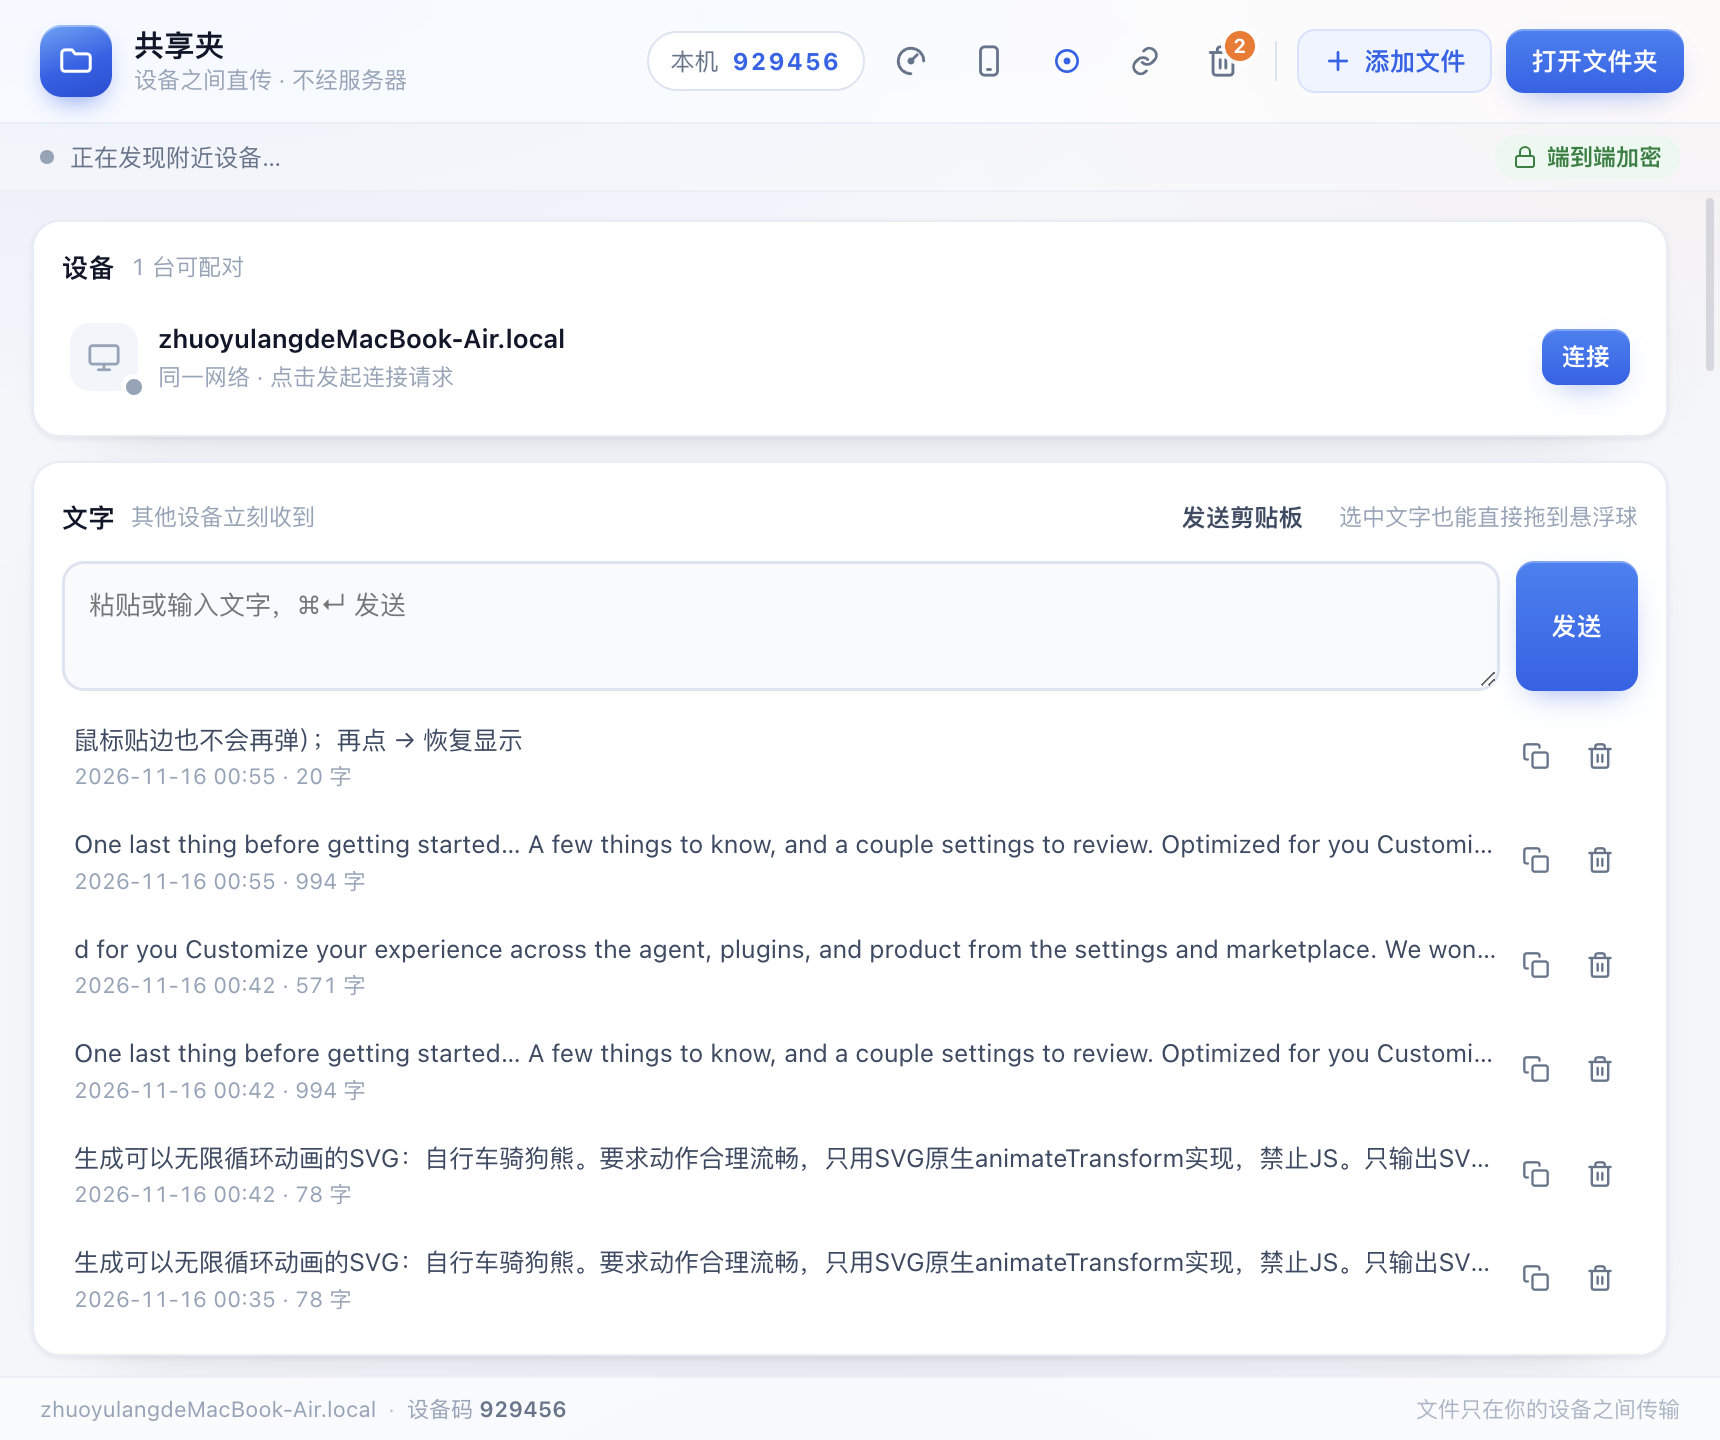 共享夹
设备之间直传 · 不经服务器
本机 929456
2
+ 添加文件
打开文件夹
正在发现附近设备...
端到端加密
设备 1 台可配对
zhuoyulangdeMacBook-Air.local
同一网络 · 点击发起连接请求
连接
文字 其他设备立刻收到
发送剪贴板 选中文字也能直接拖到悬浮球
粘贴或输入文字，⌘↵ 发送
发送
鼠标贴边也不会再弹)；再点 → 恢复显示
2026-11-16 00:55 · 20 字
One last thing before getting started... A few things to know, and a couple settings to review. Optimized for you Customi...
2026-11-16 00:55 · 994 字
d for you Customize your experience across the agent, plugins, and product from the settings and marketplace. We won...
2026-11-16 00:42 · 571 字
One last thing before getting started... A few things to know, and a couple settings to review. Optimized for you Customi...
2026-11-16 00:42 · 994 字
生成可以无限循环动画的SVG：自行车骑狗熊。要求动作合理流畅，只用SVG原生animateTransform实现，禁止JS。只输出SV...
2026-11-16 00:42 · 78 字
生成可以无限循环动画的SVG：自行车骑狗熊。要求动作合理流畅，只用SVG原生animateTransform实现，禁止JS。只输出SV...
2026-11-16 00:35 · 78 字
zhuoyulangdeMacBook-Air.local · 设备码 929456
文件只在你的设备之间传输